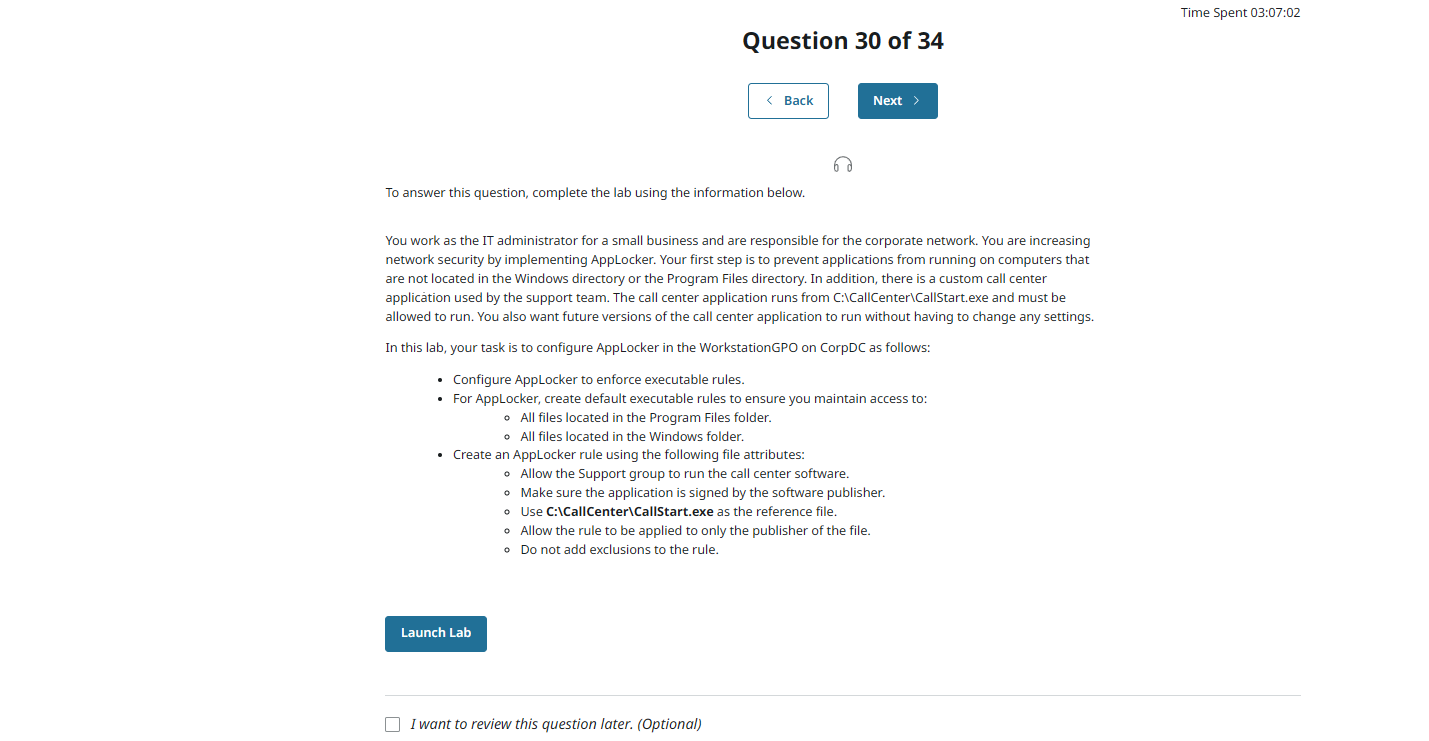 Time Spent 03:07:02
Question 30 of 34
Back
Next
To answer this question, complete the lab using the information below.
You work as the IT administrator for a small business and are responsible for the corporate network. You are increasing
network security by implementing AppLocker. Your first step is to prevent applications from running on computers that
are not located in the Windows directory or the Program Files directory. In addition, there is a custom call center
application used by the support team. The call center application runs from C:\CallCenter\CallStart.exe and must be
allowed to run. You also want future versions of the call center application to run without having to change any settings.
In this lab, your task is to configure AppLocker in the WorkstationGPO on CorpDC as follows:
Configure AppLocker to enforce executable rules.
For AppLocker, create default executable rules to ensure you maintain access to:
All files located in the Program Files folder.
All files located in the Windows folder.
Create an AppLocker rule using the following file attributes:
Allow the Support group to run the call center software.
Make sure the application is signed by the software publisher.
Use C:\CallCenter\CallStart.exe as the reference file.
Allow the rule to be applied to only the publisher of the file.
Do not add exclusions to the rule.
Launch Lab
I want to review this question later. (Optional)